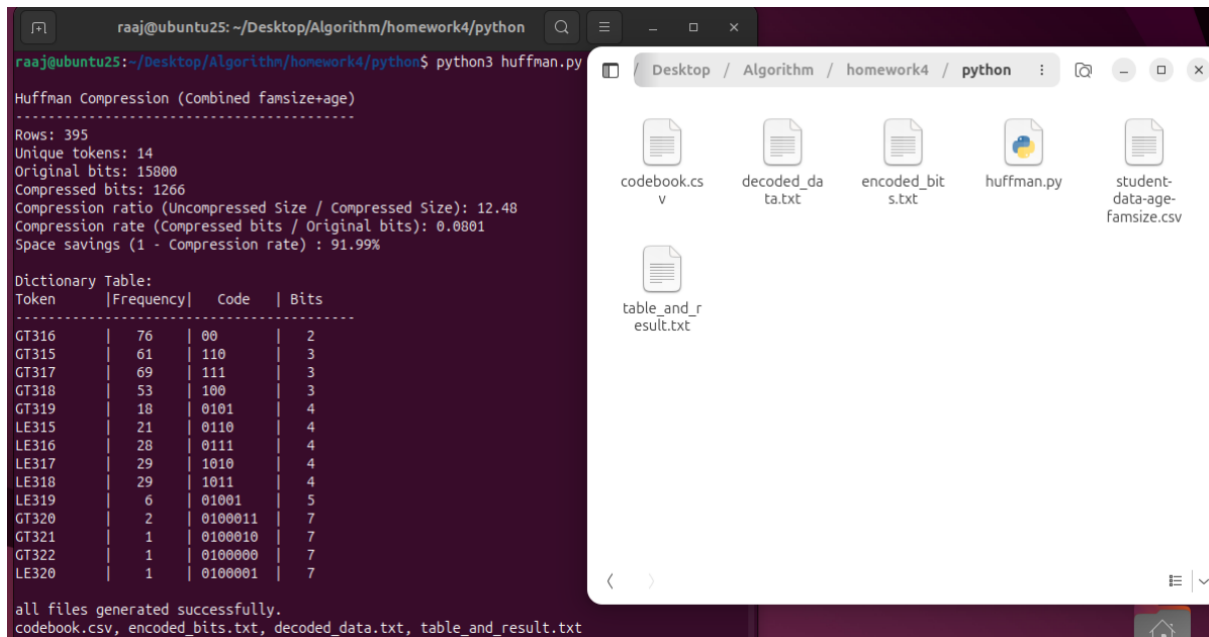 raaj@ubuntu25: ~/Desktop/Algorithm/homework4/python
raaj@ubuntu25:~/Desktop/Algorithm/homework4/python$ python3 huffman.py
Huffman Compression (Combined famsize+age)
------------------------------------------
Rows: 395
Unique tokens: 14
Original bits: 15800
Compressed bits: 1266
Compression ratio (Uncompressed Size / Compressed Size): 12.48
Compression rate (Compressed bits / Original bits): 0.0801
Space savings (1 - Compression rate) : 91.99%
Dictionary Table:
Token |Frequency| Code | Bits
------------------------------------------
GT316 | 76 | 00 | 2
GT315 | 61 | 110 | 3
GT317 | 69 | 111 | 3
GT318 | 53 | 100 | 3
GT319 | 18 | 0101 | 4
LE315 | 21 | 0110 | 4
LE316 | 28 | 0111 | 4
LE317 | 29 | 1010 | 4
LE318 | 29 | 1011 | 4
LE319 | 6 | 01001 | 5
GT320 | 2 | 0100011 | 7
GT321 | 1 | 0100010 | 7
GT322 | 1 | 0100000 | 7
LE320 | 1 | 0100001 | 7
all files generated successfully.
codebook.csv, encoded_bits.txt, decoded_data.txt, table_and_result.txt
/ Desktop / Algorithm / homework4 / python
codebook.cs
v
decoded_da
ta.txt
encoded_bit
s.txt
huffman.py
student-
data-age-
famsize.csv
table_and_r
esult.txt